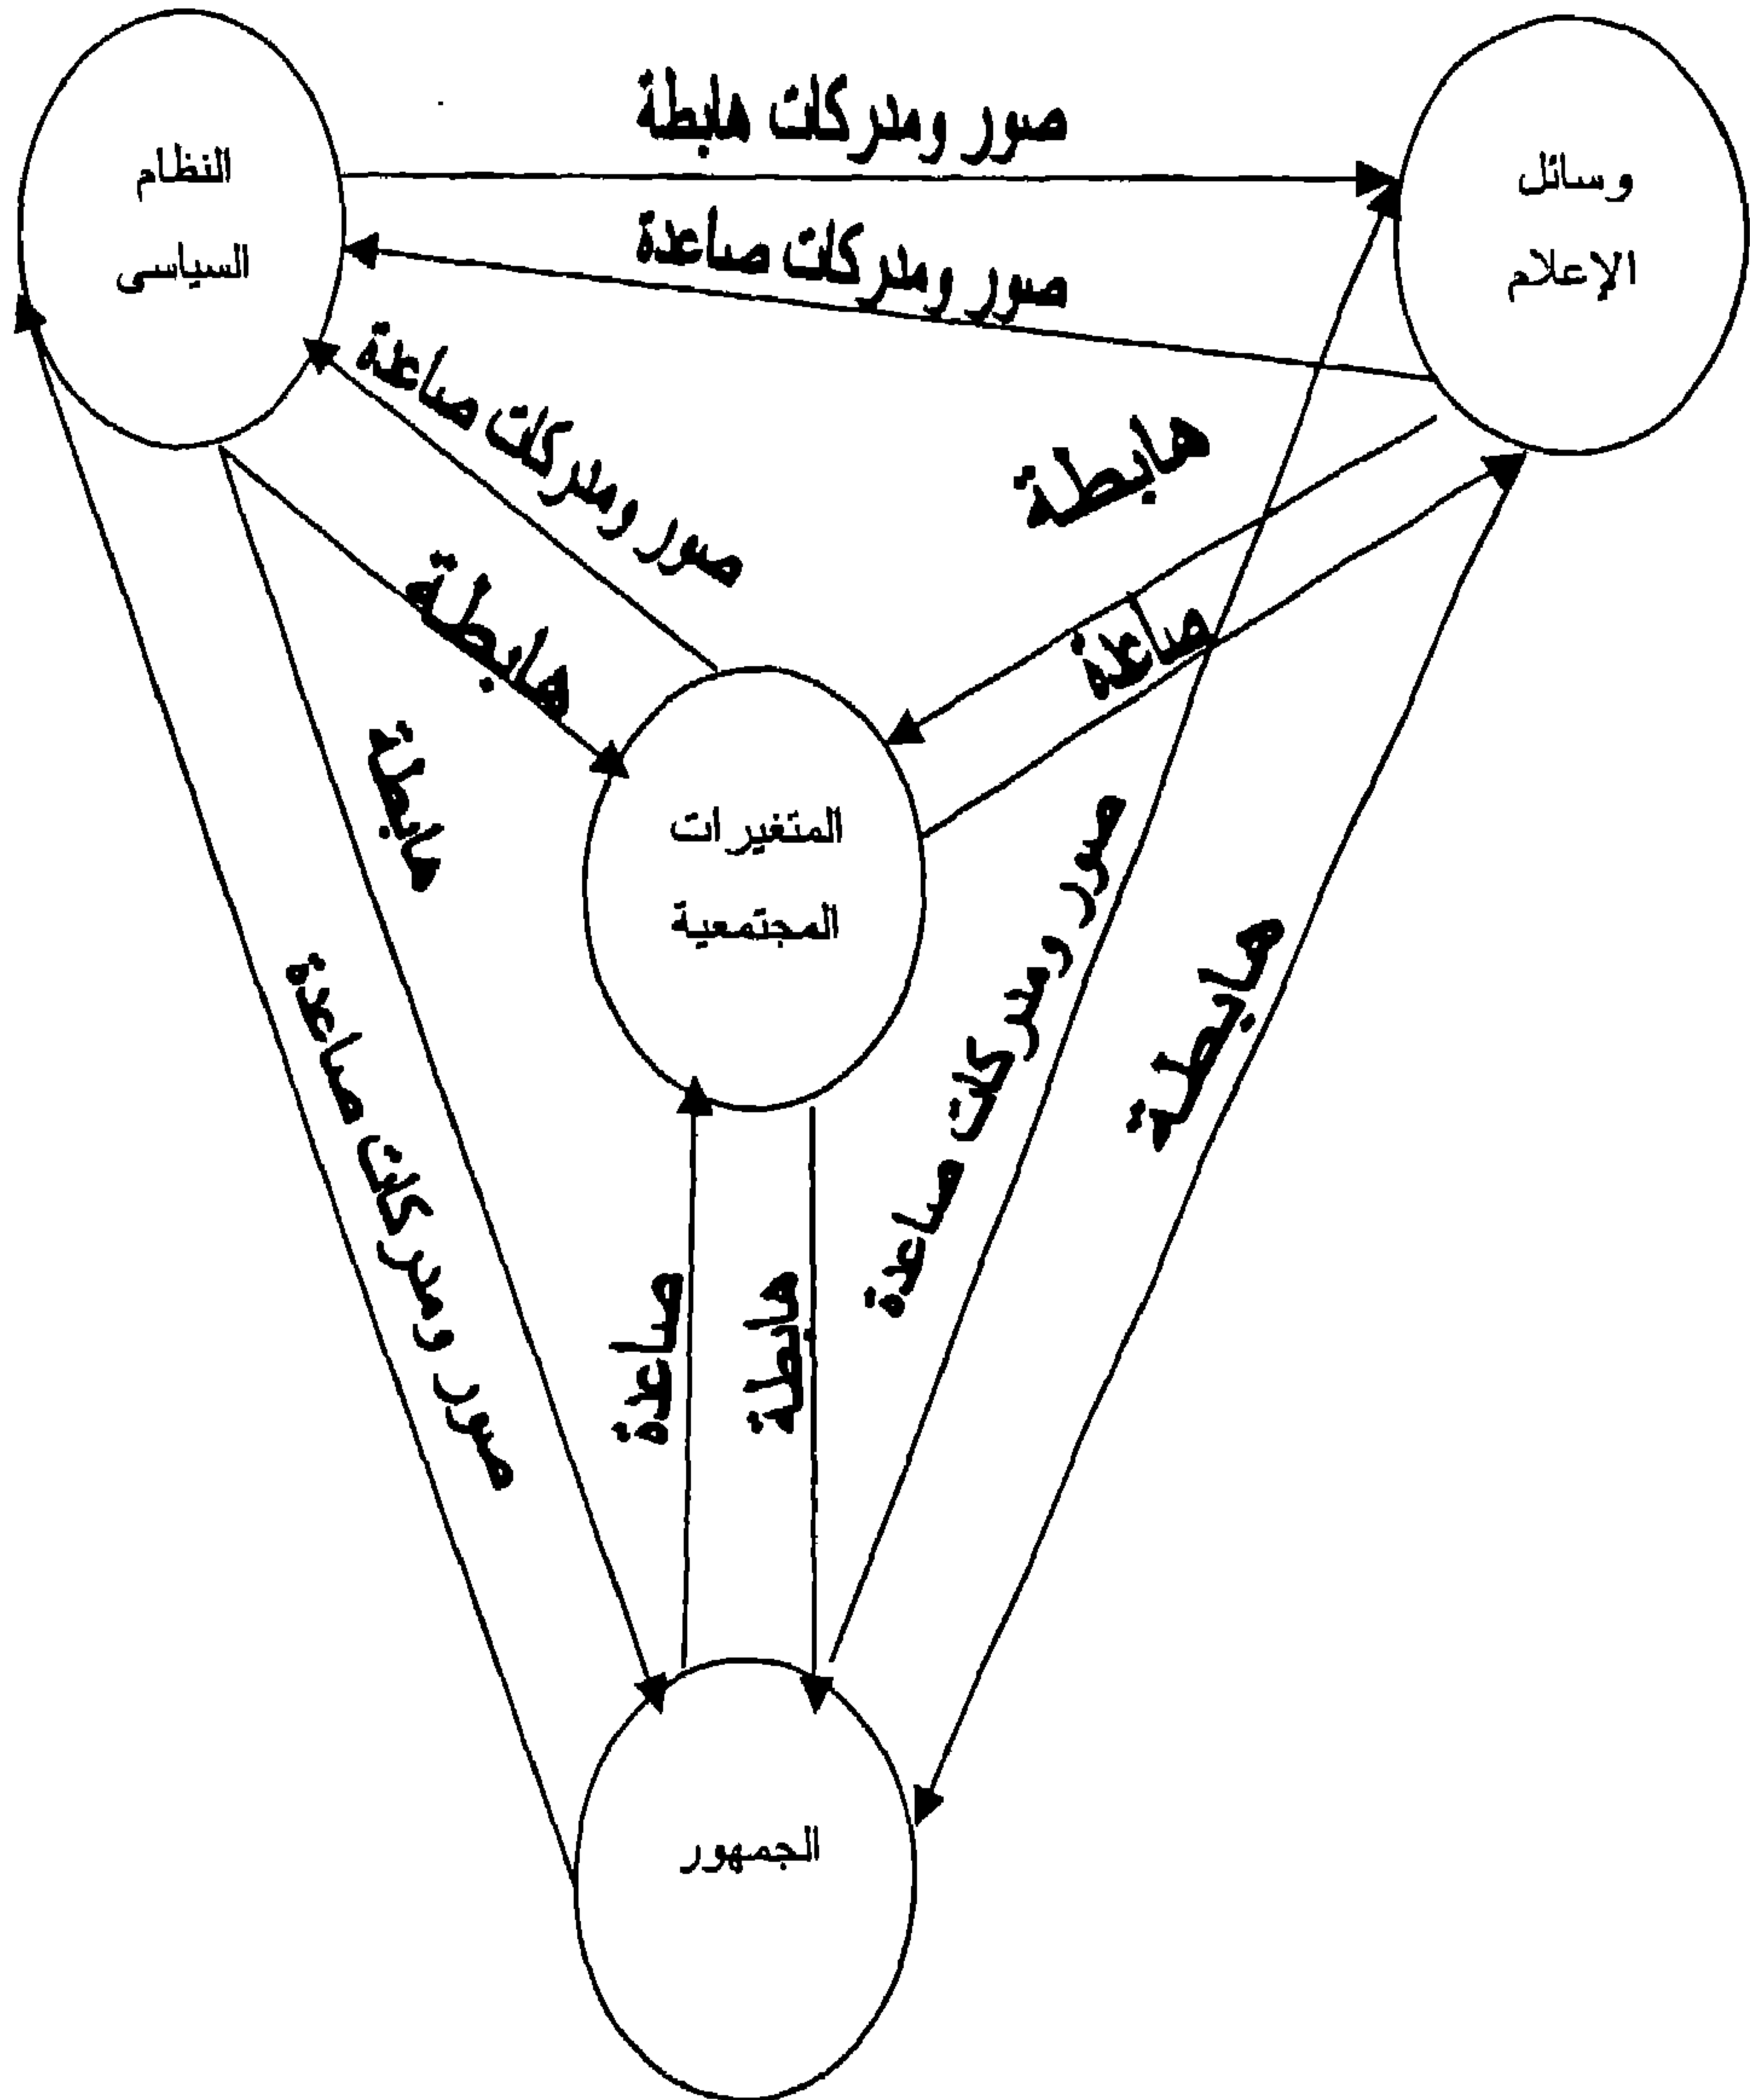 صور ومدركات هابطة
النظام
السياسى
وسائل
الإعلام
صور ومدركات صاعدة
صور ومدركات صاعدة
هابطة
هابطة
صاعدة
هابطة
المتغيرات
المجتمعية
صور ومدركات صاعدة
هابطة
صور ومدركات صاعدة
صاعدة
هابطة
الجمهور